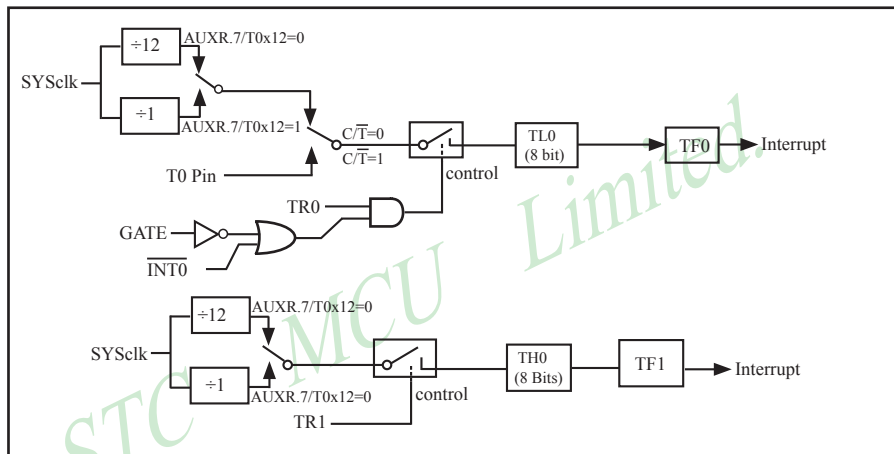 ÷12
AUXR.7/T0x12=0
SYSclk
÷1
AUXR.7/T0x12=1
C/T̅=0
C/T̅=1
T0 Pin
TL0
(8 bit)
TF0
Interrupt
control
TR0
GATE
I̅N̅T̅0̅
÷12
AUXR.7/T0x12=0
SYSclk
÷1
AUXR.7/T0x12=0
TH0
(8 Bits)
TF1
Interrupt
control
TR1
STC MCU Limited.